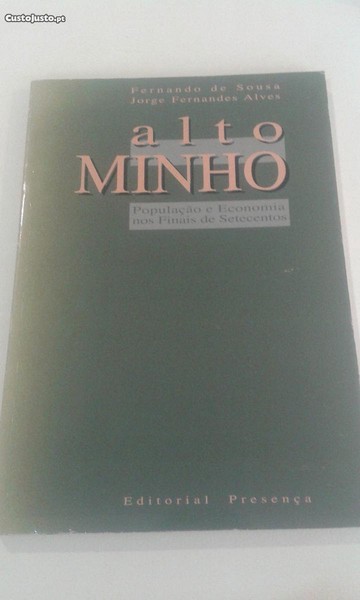 CustoJusto.pt
Fernando de Sousa
Jorge Fernandes Alves
alto
MINHO
População e Economia
nos Finais de Setecentos
Editorial Presença